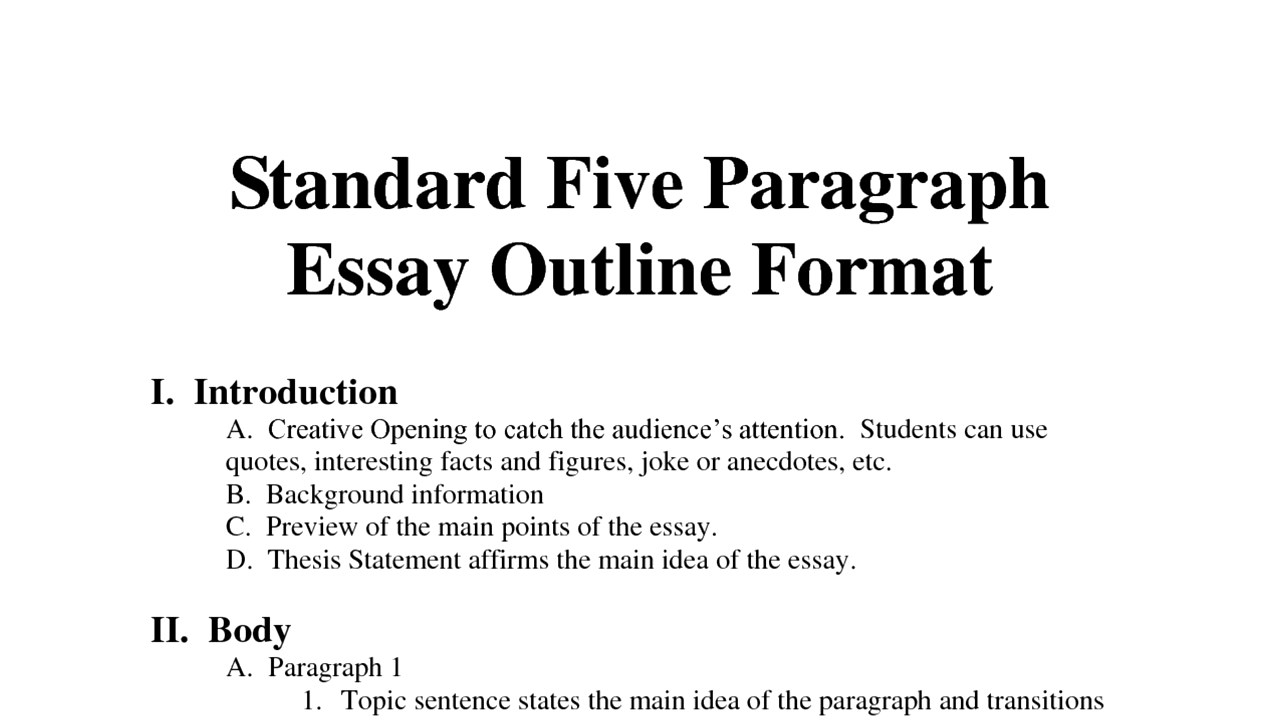 Standard Five Paragraph
Essay Outline Format
I.  Introduction
A.  Creative Opening to catch the audience’s attention.  Students can use
quotes, interesting facts and figures, joke or anecdotes, etc.
B.  Background information
C.  Preview of the main points of the essay.
D.  Thesis Statement affirms the main idea of the essay.
II.  Body
A.  Paragraph 1
1.  Topic sentence states the main idea of the paragraph and transitions